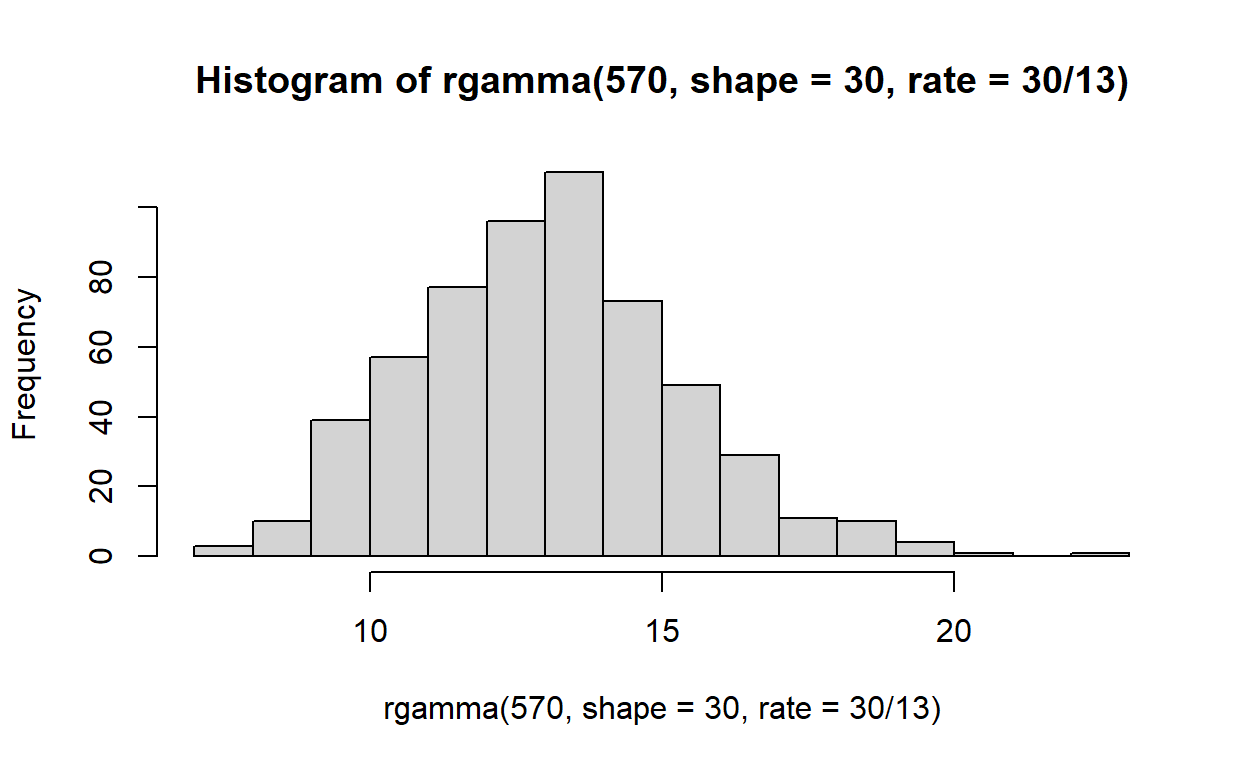 Histogram of rgamma(570, shape = 30, rate = 30/13)
Frequency
80
60
40
20
0
10 15 20
rgamma(570, shape = 30, rate = 30/13)